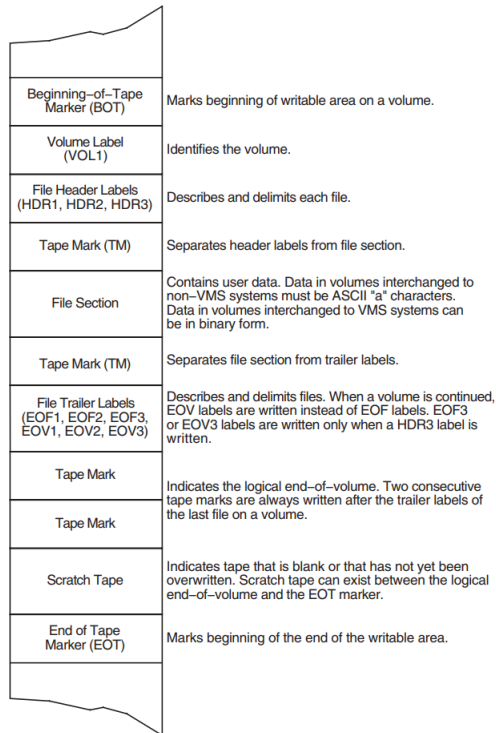 Beginning–of–Tape
Marker (BOT)
Marks beginning of writable area on a volume.
Volume Label
(VOL1)
Identifies the volume.
File Header Labels
(HDR1, HDR2, HDR3)
Describes and delimits each file.
Tape Mark (TM)
Separates header labels from file section.
File Section
Contains user data. Data in volumes interchanged to
non–VMS systems must be ASCII "a" characters.
Data in volumes interchanged to VMS systems can
be in binary form.
Tape Mark (TM)
Separates file section from trailer labels.
File Trailer Labels
(EOF1, EOF2, EOF3,
EOV1, EOV2, EOV3)
Describes and delimits files. When a volume is continued,
EOV labels are written instead of EOF labels. EOF3
or EOV3 labels are written only when a HDR3 label is
written.
Tape Mark
Tape Mark
Indicates the logical end–of–volume. Two consecutive
tape marks are always written after the trailer labels of
the last file on a volume.
Scratch Tape
Indicates tape that is blank or that has not yet been
overwritten. Scratch tape can exist between the logical
end–of–volume and the EOT marker.
End of Tape
Marker (EOT)
Marks beginning of the end of the writable area.